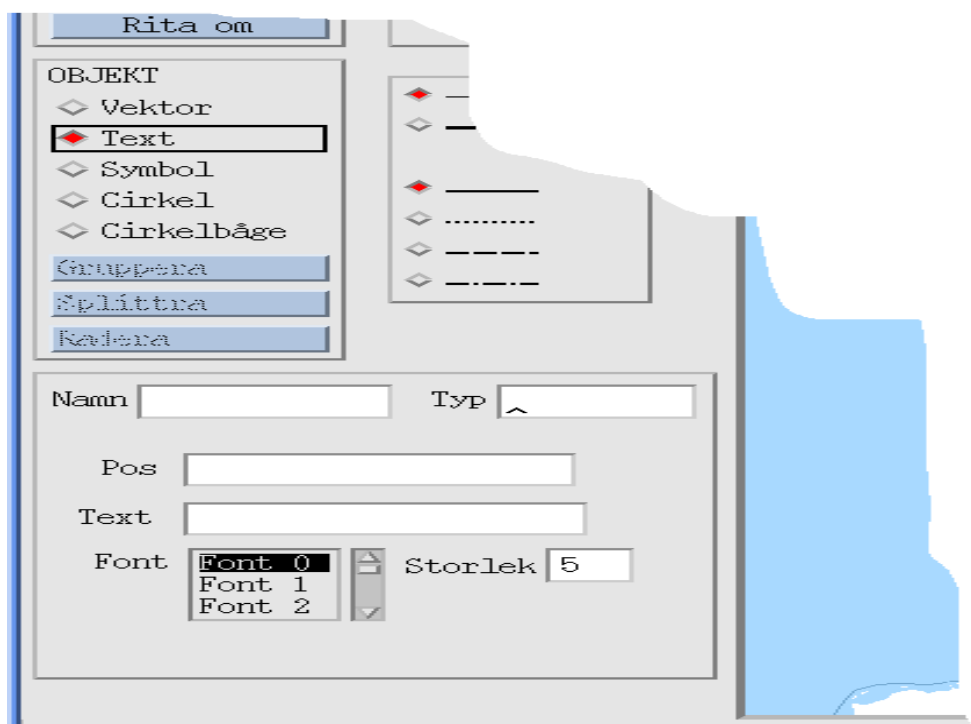 Rita om
OBJEKT
Vektor
Text
Symbol
Cirkel
Cirkelbåge
Gruppera
Splittra
Radera
Namn
Typ ^
Pos
Text
Font
Font 0
Font 1
Font 2
Storlek 5